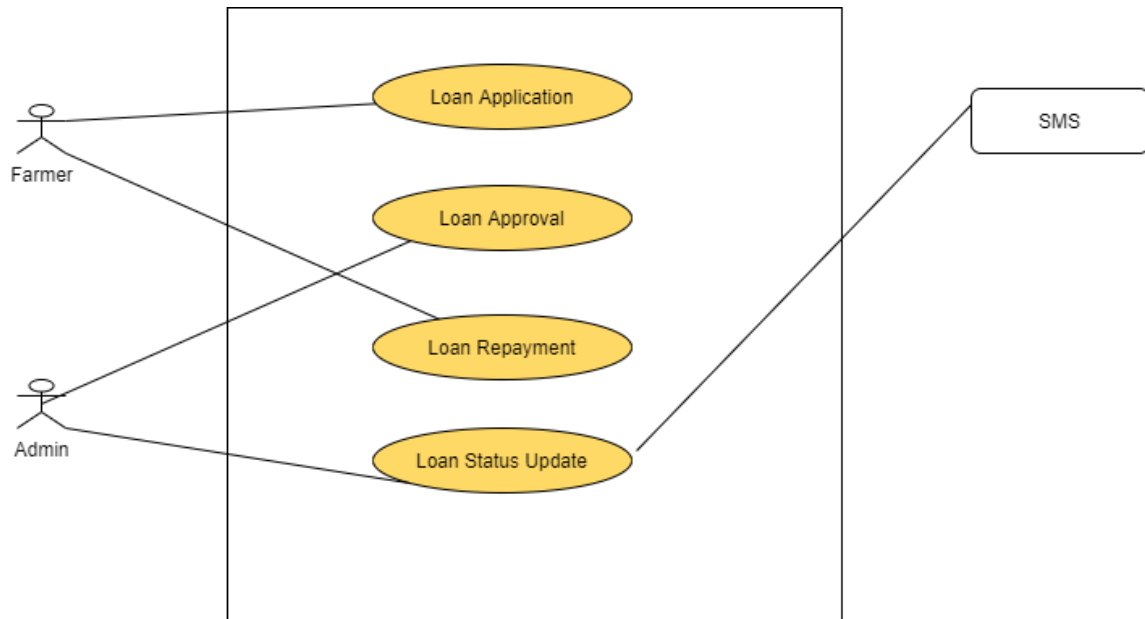 Loan Application
SMS
Farmer
Loan Approval
Loan Repayment
Admin
Loan Status Update